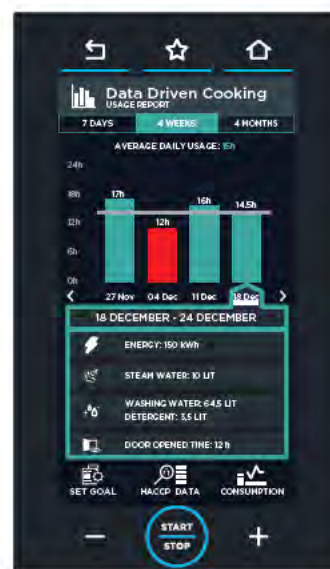 Data Driven Cooking
USAGE REPORT
7 DAYS
4 WEEKS
4 MONTHS
AVERAGE DAILY USAGE: 15h
24h
18h
12h
6h
0h
17h
12h
16h
14.5h
27 Nov
04 Dec
11 Dec
18 Dec
18 DECEMBER - 24 DECEMBER
ENERGY: 150 kWh
STEAM WATER: 10 LIT
WASHING WATER: 64,5 LIT
DETERGENT: 3,5 LIT
DOOR OPENED TIME: 12 h
SET GOAL
HACCP DATA
CONSUMPTION
START
STOP